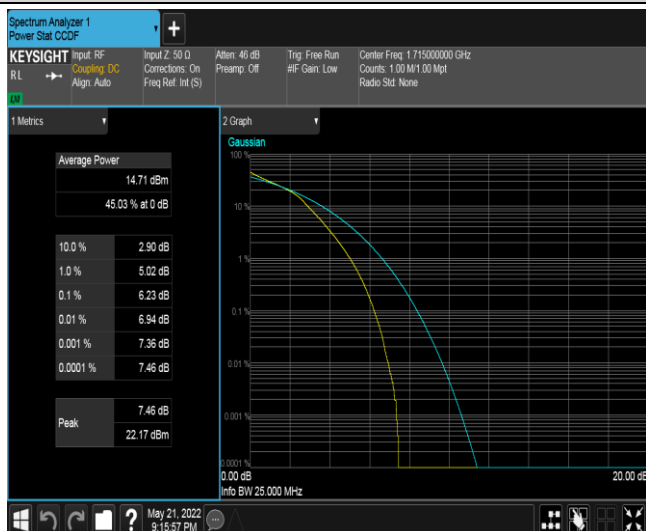 Spectrum Analyzer 1
Power Stat CCDF
+
KEYSIGHT
RL
Input: RF
Coupling: DC
Align: Auto
Input Z: 50 Ω
Corrections: On
Freq Ref: Int (S)
Atten: 46 dB
Preamp: Off
Trig: Free Run
#IF Gain: Low
Center Freq: 1.715000000 GHz
Counts: 1.00 M/1.00 Mpt
Radio Std: None
1 Metrics
Average Power
14.71 dBm
45.03 % at 0 dB
10.0 % 2.90 dB
1.0 % 5.02 dB
0.1 % 6.23 dB
0.01 % 6.94 dB
0.001 % 7.36 dB
0.0001 % 7.46 dB
Peak
7.46 dB
22.17 dBm
2 Graph
Gaussian
100 %
10 %
1 %
0.1 %
0.01 %
0.001 %
0.0001 %
0.00 dB
20.00 dB
Info BW 25.000 MHz
?
May 21, 2022
9:15:57 PM